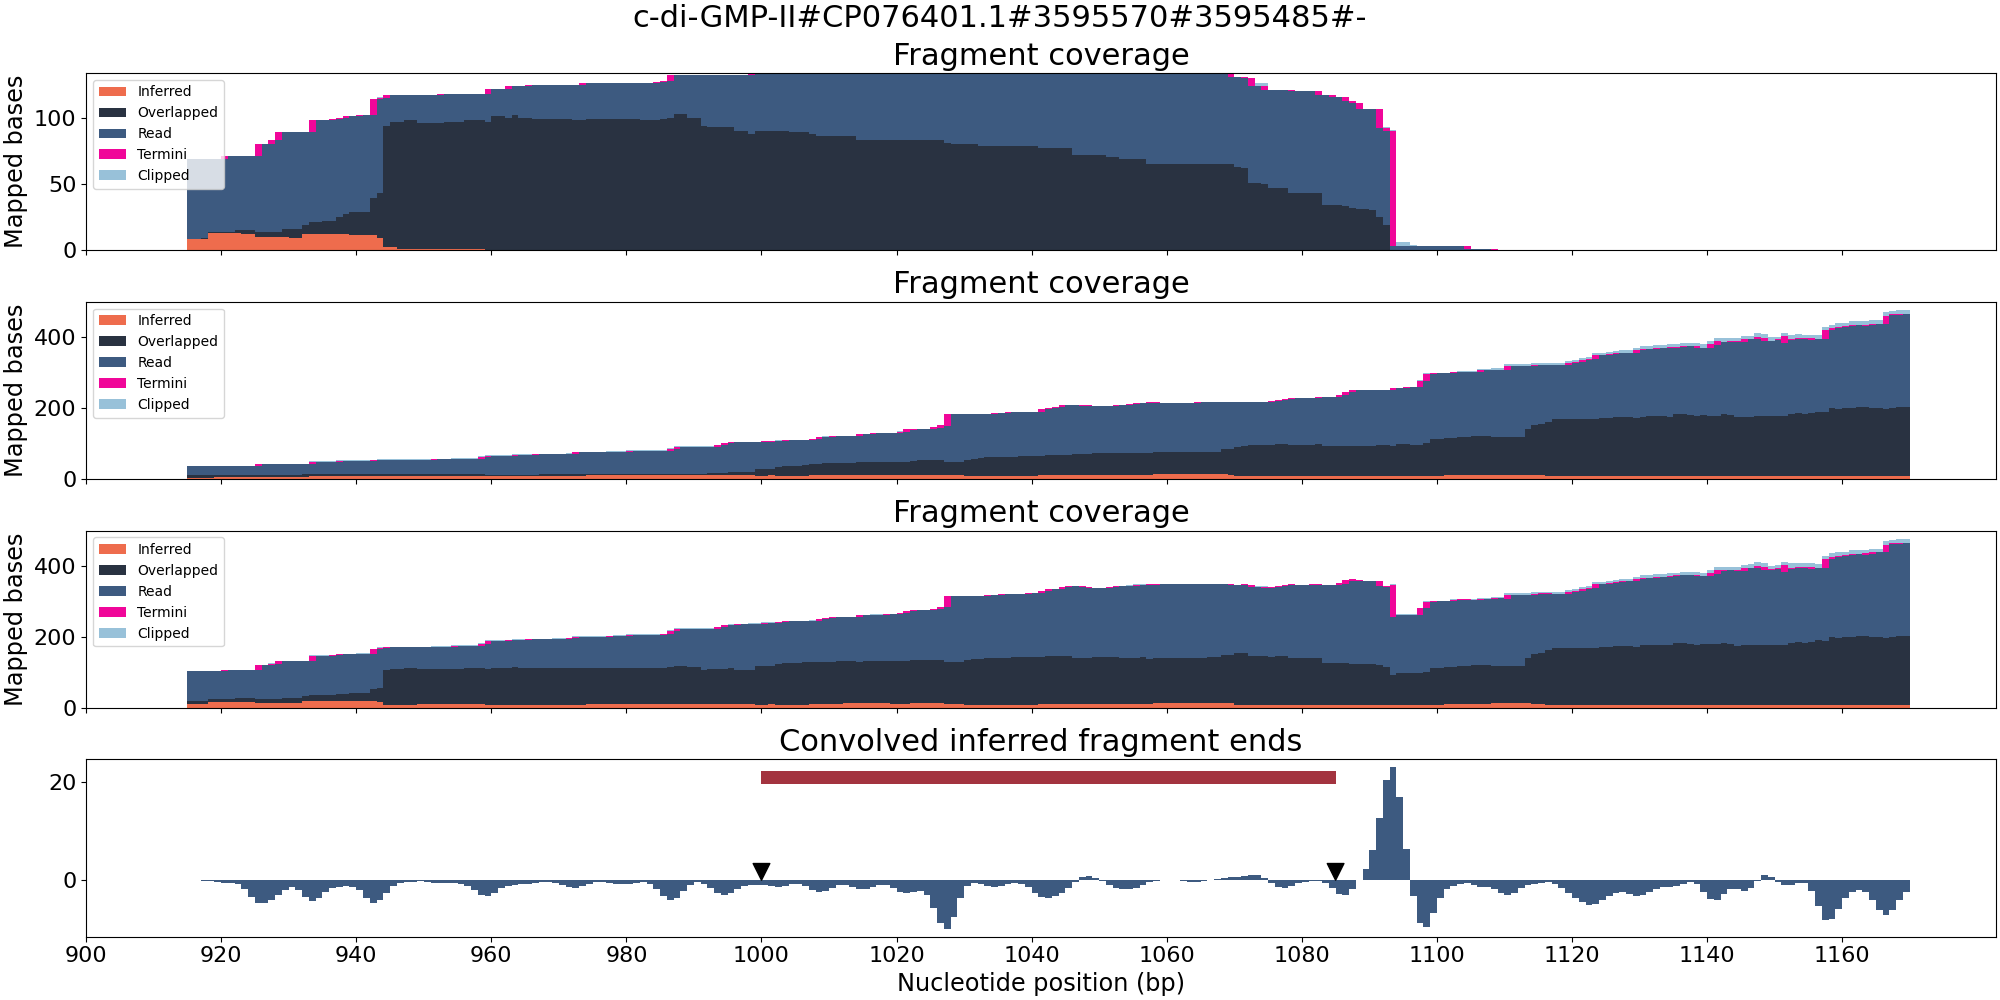 c-di-GMP-II#CP076401.1#3595570#3595485#-
Fragment coverage
Mapped bases
100
50
0
Inferred
Overlapped
Read
Termini
Clipped
Fragment coverage
Mapped bases
400
200
0
Inferred
Overlapped
Read
Termini
Clipped
Fragment coverage
Mapped bases
400
200
0
Inferred
Overlapped
Read
Termini
Clipped
Convolved inferred fragment ends
20
0
900 920 940 960 980 1000 1020 1040 1060 1080 1100 1120 1140 1160
Nucleotide position (bp)